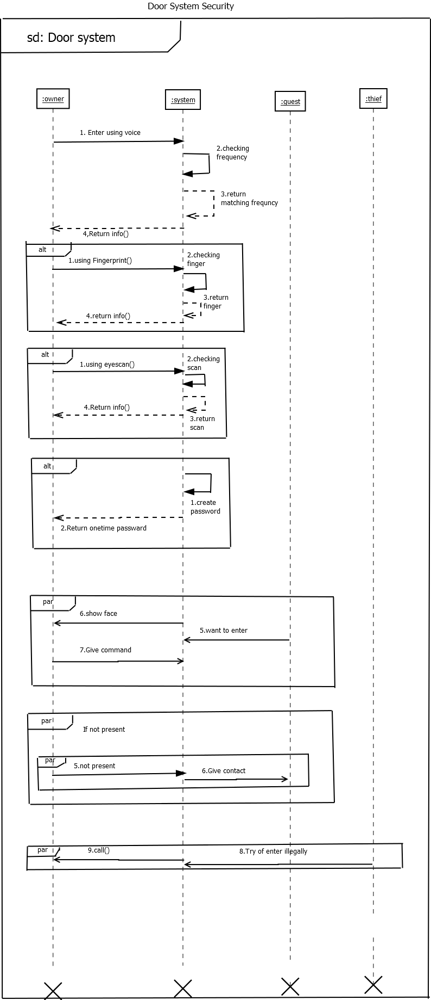 Door System Security
sd: Door system
:owner
:system
:guest
:thief
1. Enter using voice
2.checking
frequency
3.return
matching frequncy
4,Return info()
alt
1.using Fingerprint()
2.checking
finger
3.return
finger
4.return info()
alt
1.using eyescan()
2.checking
scan
4.Return info()
3.return
scan
alt
1.create
password
2.Return onetime passward
par
6.show face
5.want to enter
7.Give command
par
If not present
par
5.not present
6.Give contact
par
9.call()
8.Try of enter illegally